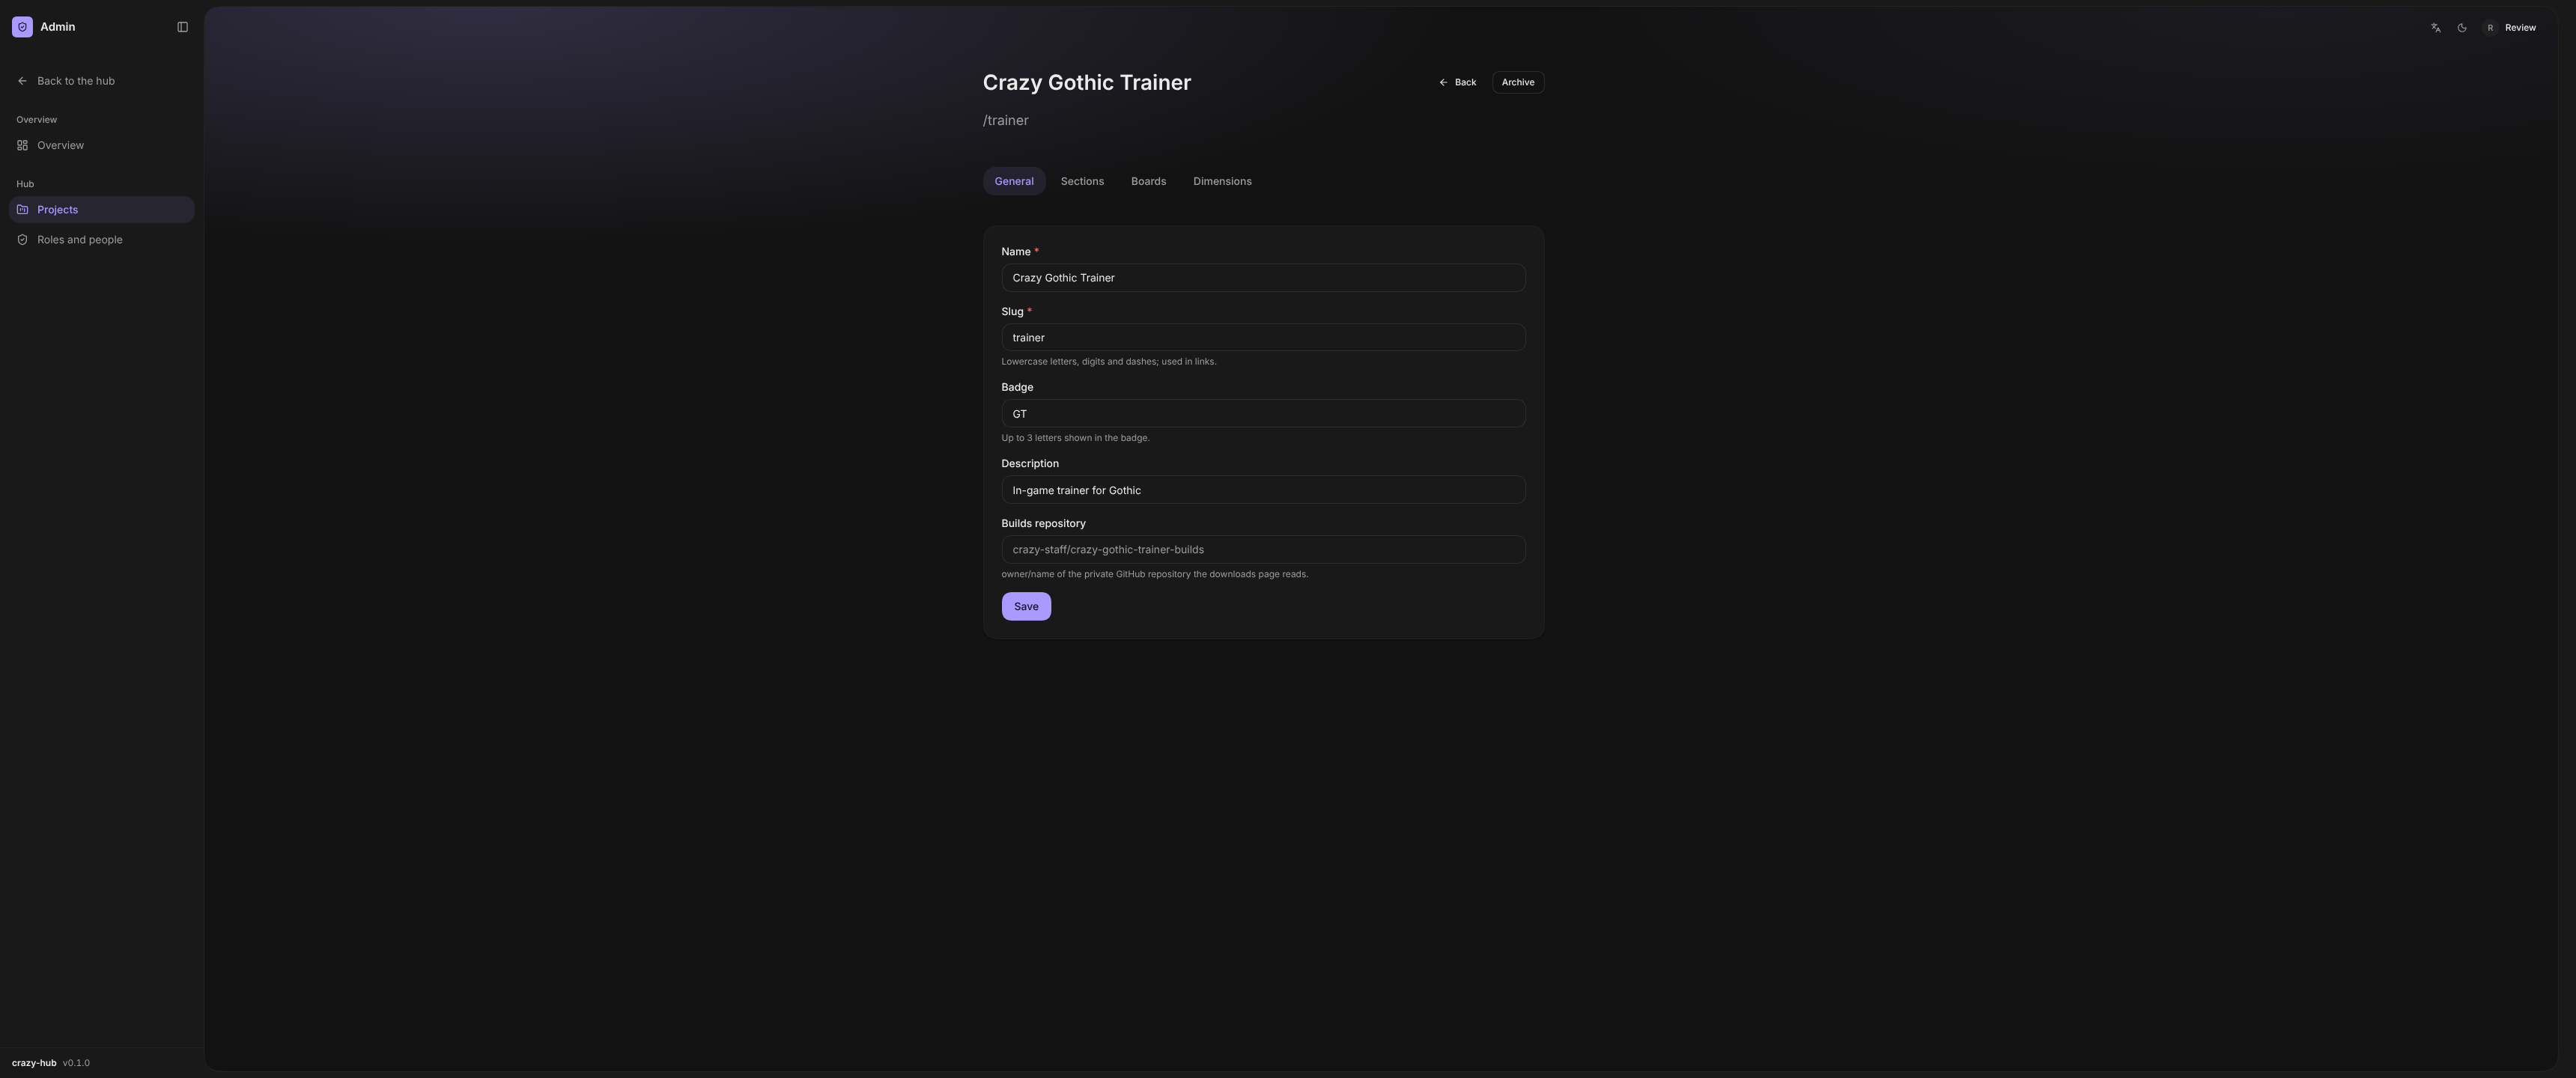 Admin
Back to the hub
Overview
Overview
Hub
Projects
Roles and people
crazy-hub v0.1.0
R Review
Crazy Gothic Trainer
Back
Archive
/trainer
General
Sections
Boards
Dimensions
Name *
Crazy Gothic Trainer
Slug *
trainer
Lowercase letters, digits and dashes; used in links.
Badge
GT
Up to 3 letters shown in the badge.
Description
In-game trainer for Gothic
Builds repository
crazy-staff/crazy-gothic-trainer-builds
owner/name of the private GitHub repository the downloads page reads.
Save